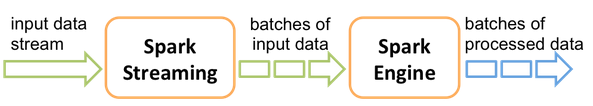 input data
stream
Spark
Streaming
batches of
input data
Spark
Engine
batches of
processed data